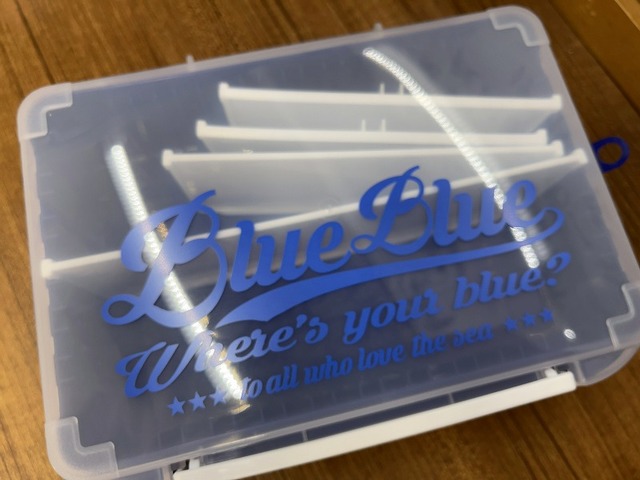 BlueBlue
Where's your blue?
★★★ to all who love the sea ★★★